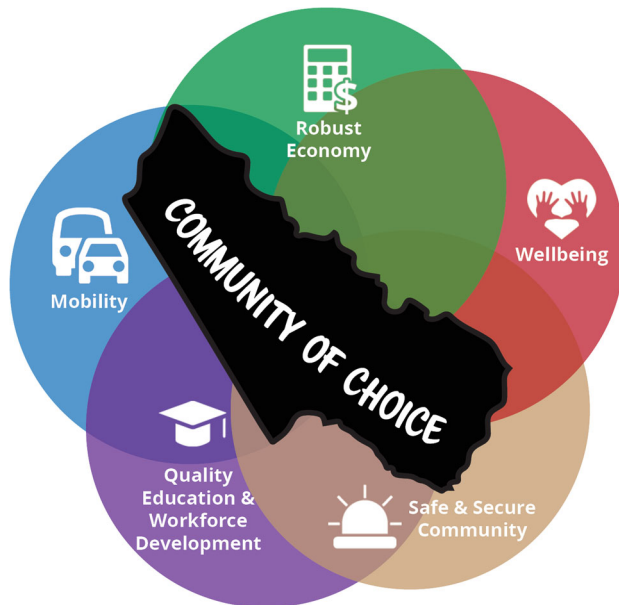 Robust
Economy
Wellbeing
Mobility
COMMUNITY OF CHOICE
Quality
Education &
Workforce
Development
Safe & Secure
Community
$